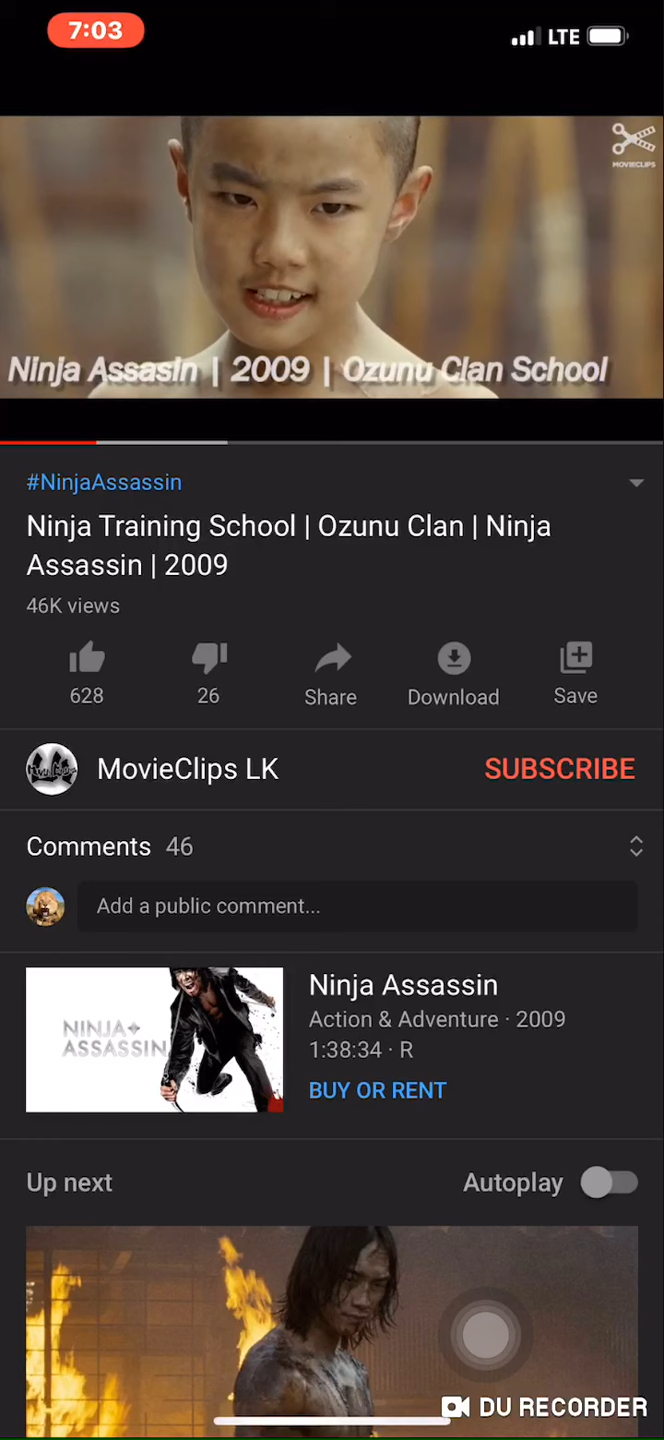 7:03
LTE
MOVIECLIPS
Ninja Assasin | 2009 | Ozunu Clan School
#NinjaAssassin
Ninja Training School | Ozunu Clan | Ninja
Assassin | 2009
46K views
628
26
Share
Download
Save
MovieClips LK
SUBSCRIBE
Comments 46
Add a public comment...
NINJA
ASSASSIN
Ninja Assassin
Action & Adventure · 2009
1:38:34 · R
BUY OR RENT
Up next
Autoplay
DU RECORDER